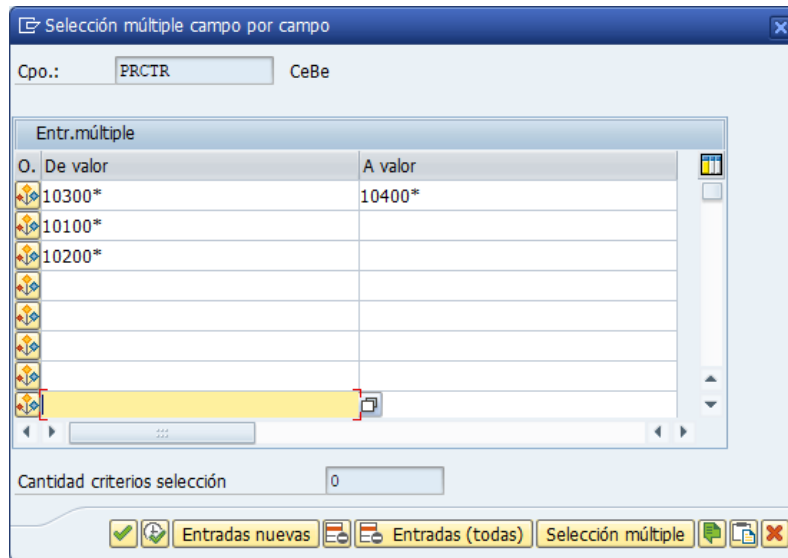 Selección múltiple campo por campo
Cpo.: PRCTR CeBe
Entr.múltiple
O. De valor A valor
10300* 10400*
10100*
10200*
Cantidad criterios selección 0
Entradas nuevas Entradas (todas) Selección múltiple